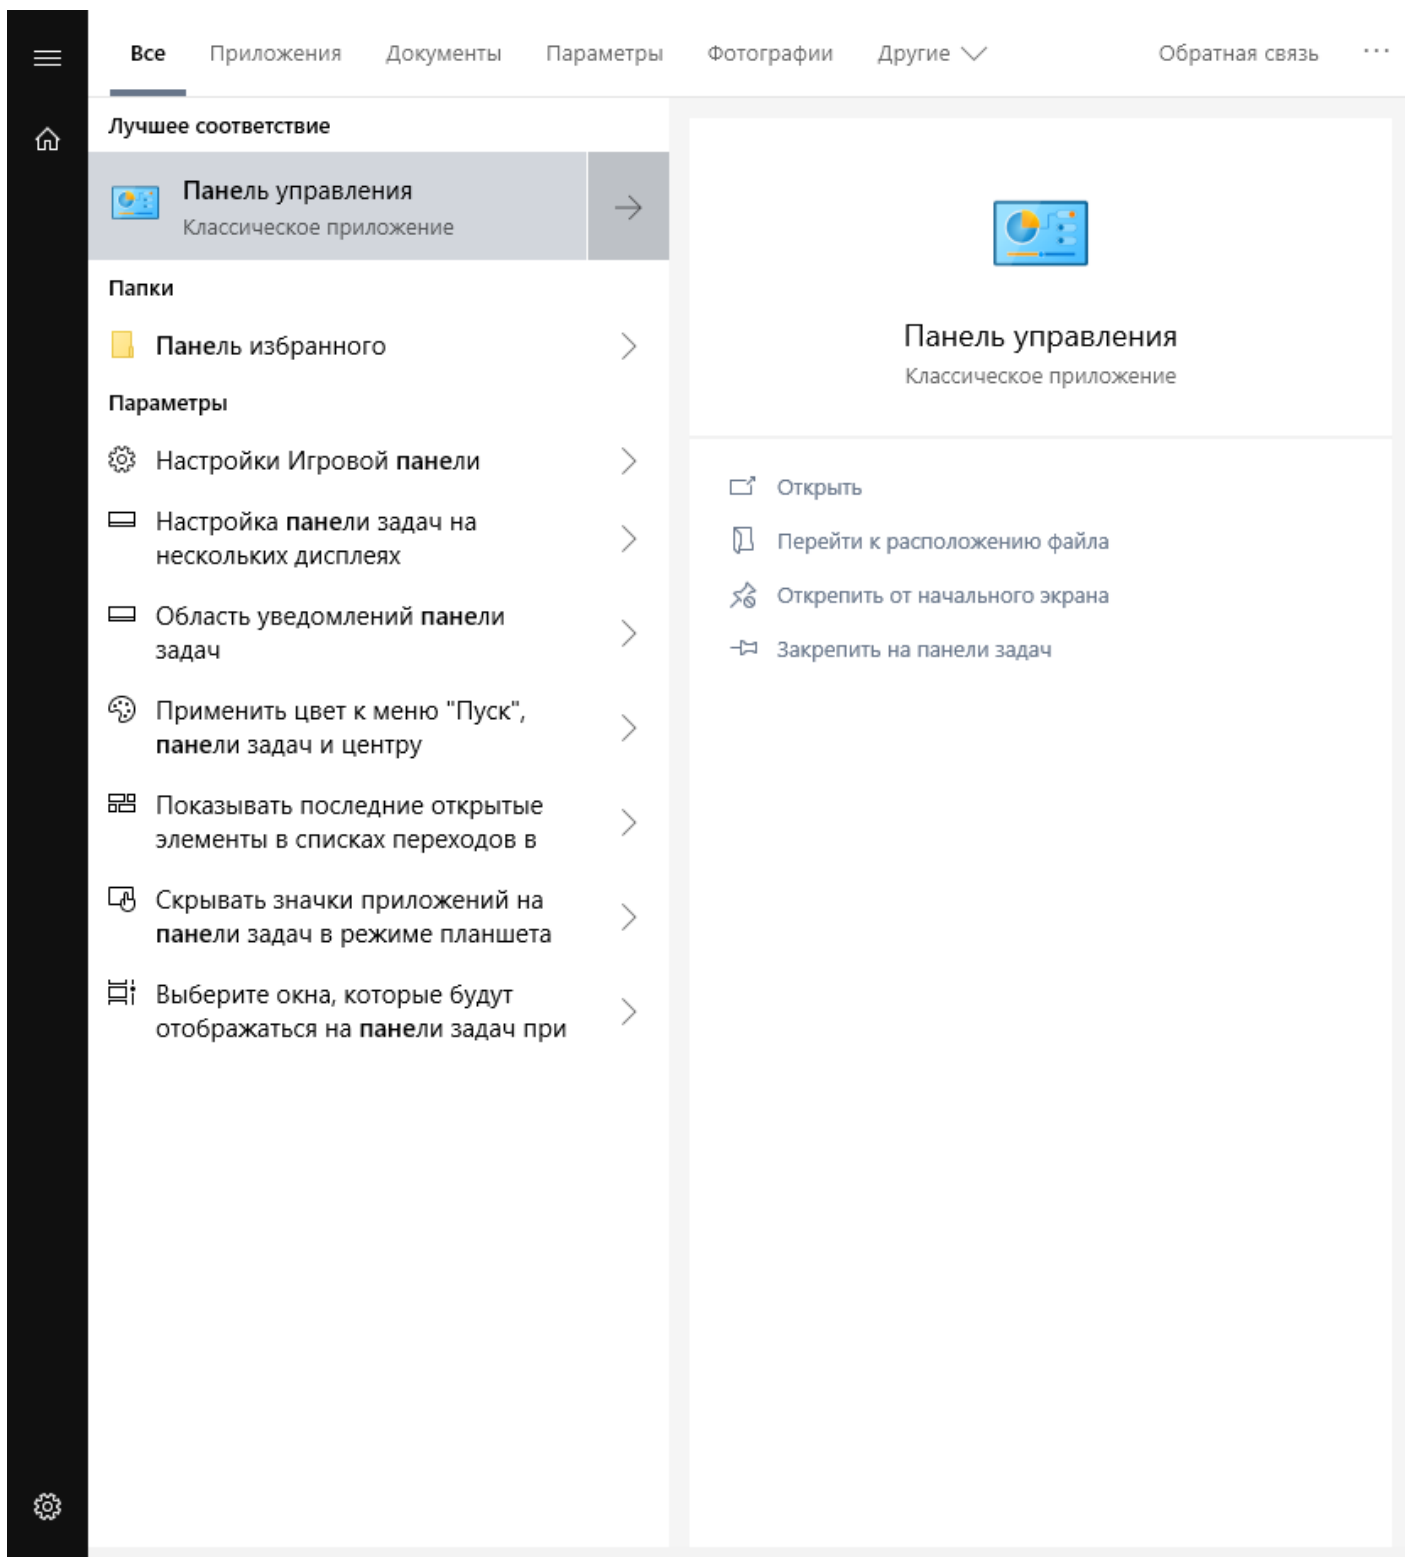 Все Приложения Документы Параметры Фотографии Другие Обратная связь ...
Лучшее соответствие
Панель управления
Классическое приложение
Папки
Панель избранного
Параметры
Настройки Игровой панели
Настройка панели задач на
нескольких дисплеях
Область уведомлений панели
задач
Применить цвет к меню "Пуск",
панели задач и центру
Показывать последние открытые
элементы в списках переходов в
Скрывать значки приложений на
панели задач в режиме планшета
Выберите окна, которые будут
отображаться на панели задач при
Панель управления
Классическое приложение
Открыть
Перейти к расположению файла
Открепить от начального экрана
Закрепить на панели задач